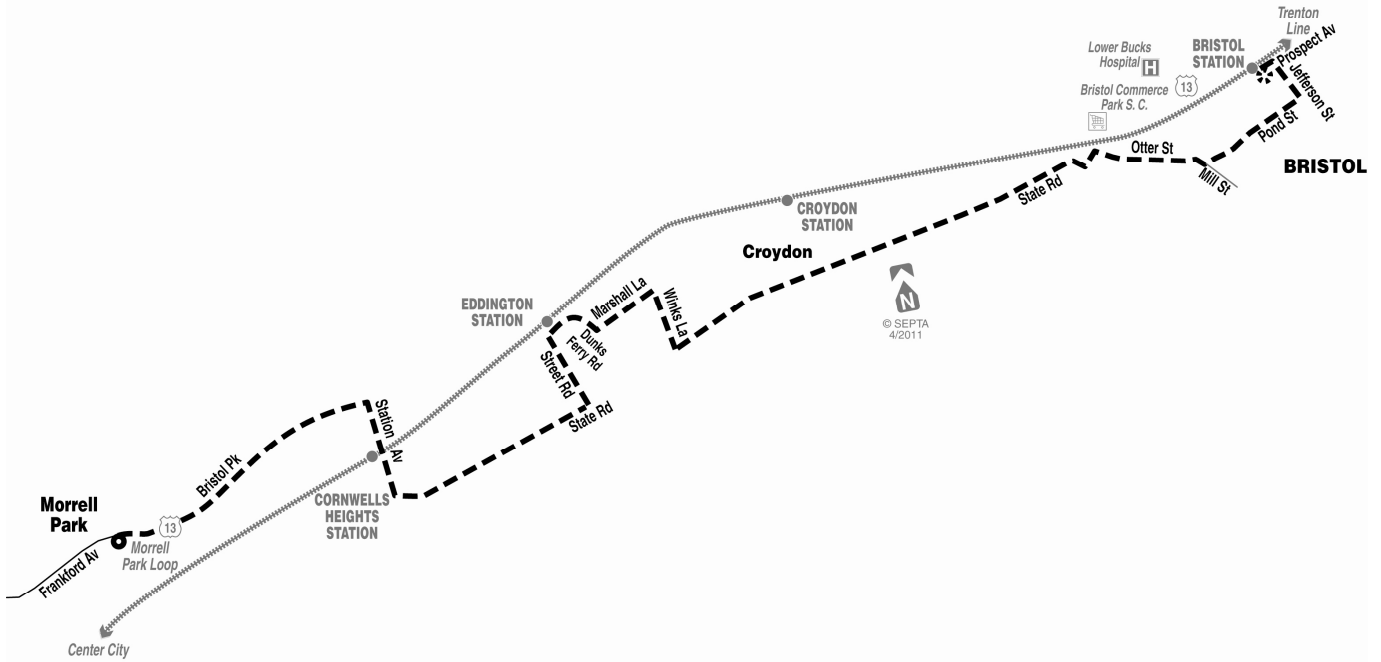 Trenton
Line
Prospect Av
BRISTOL
STATION
Lower Bucks
Hospital H
13
Bristol Commerce
Park S. C.
Jefferson St
Pond St
Otter St
Mill St
BRISTOL
State Rd
CROYDON
STATION
Croydon
N
© SEPTA
4/2011
Marshall La
Winks La
EDDINGTON
STATION
Dunks
Ferry Rd
Street Rd
State Rd
Station Av
Bristol Pk
CORNWELLS
HEIGHTS
STATION
Morrell
Park
13
Morrell
Park Loop
Frankford Av
Center City